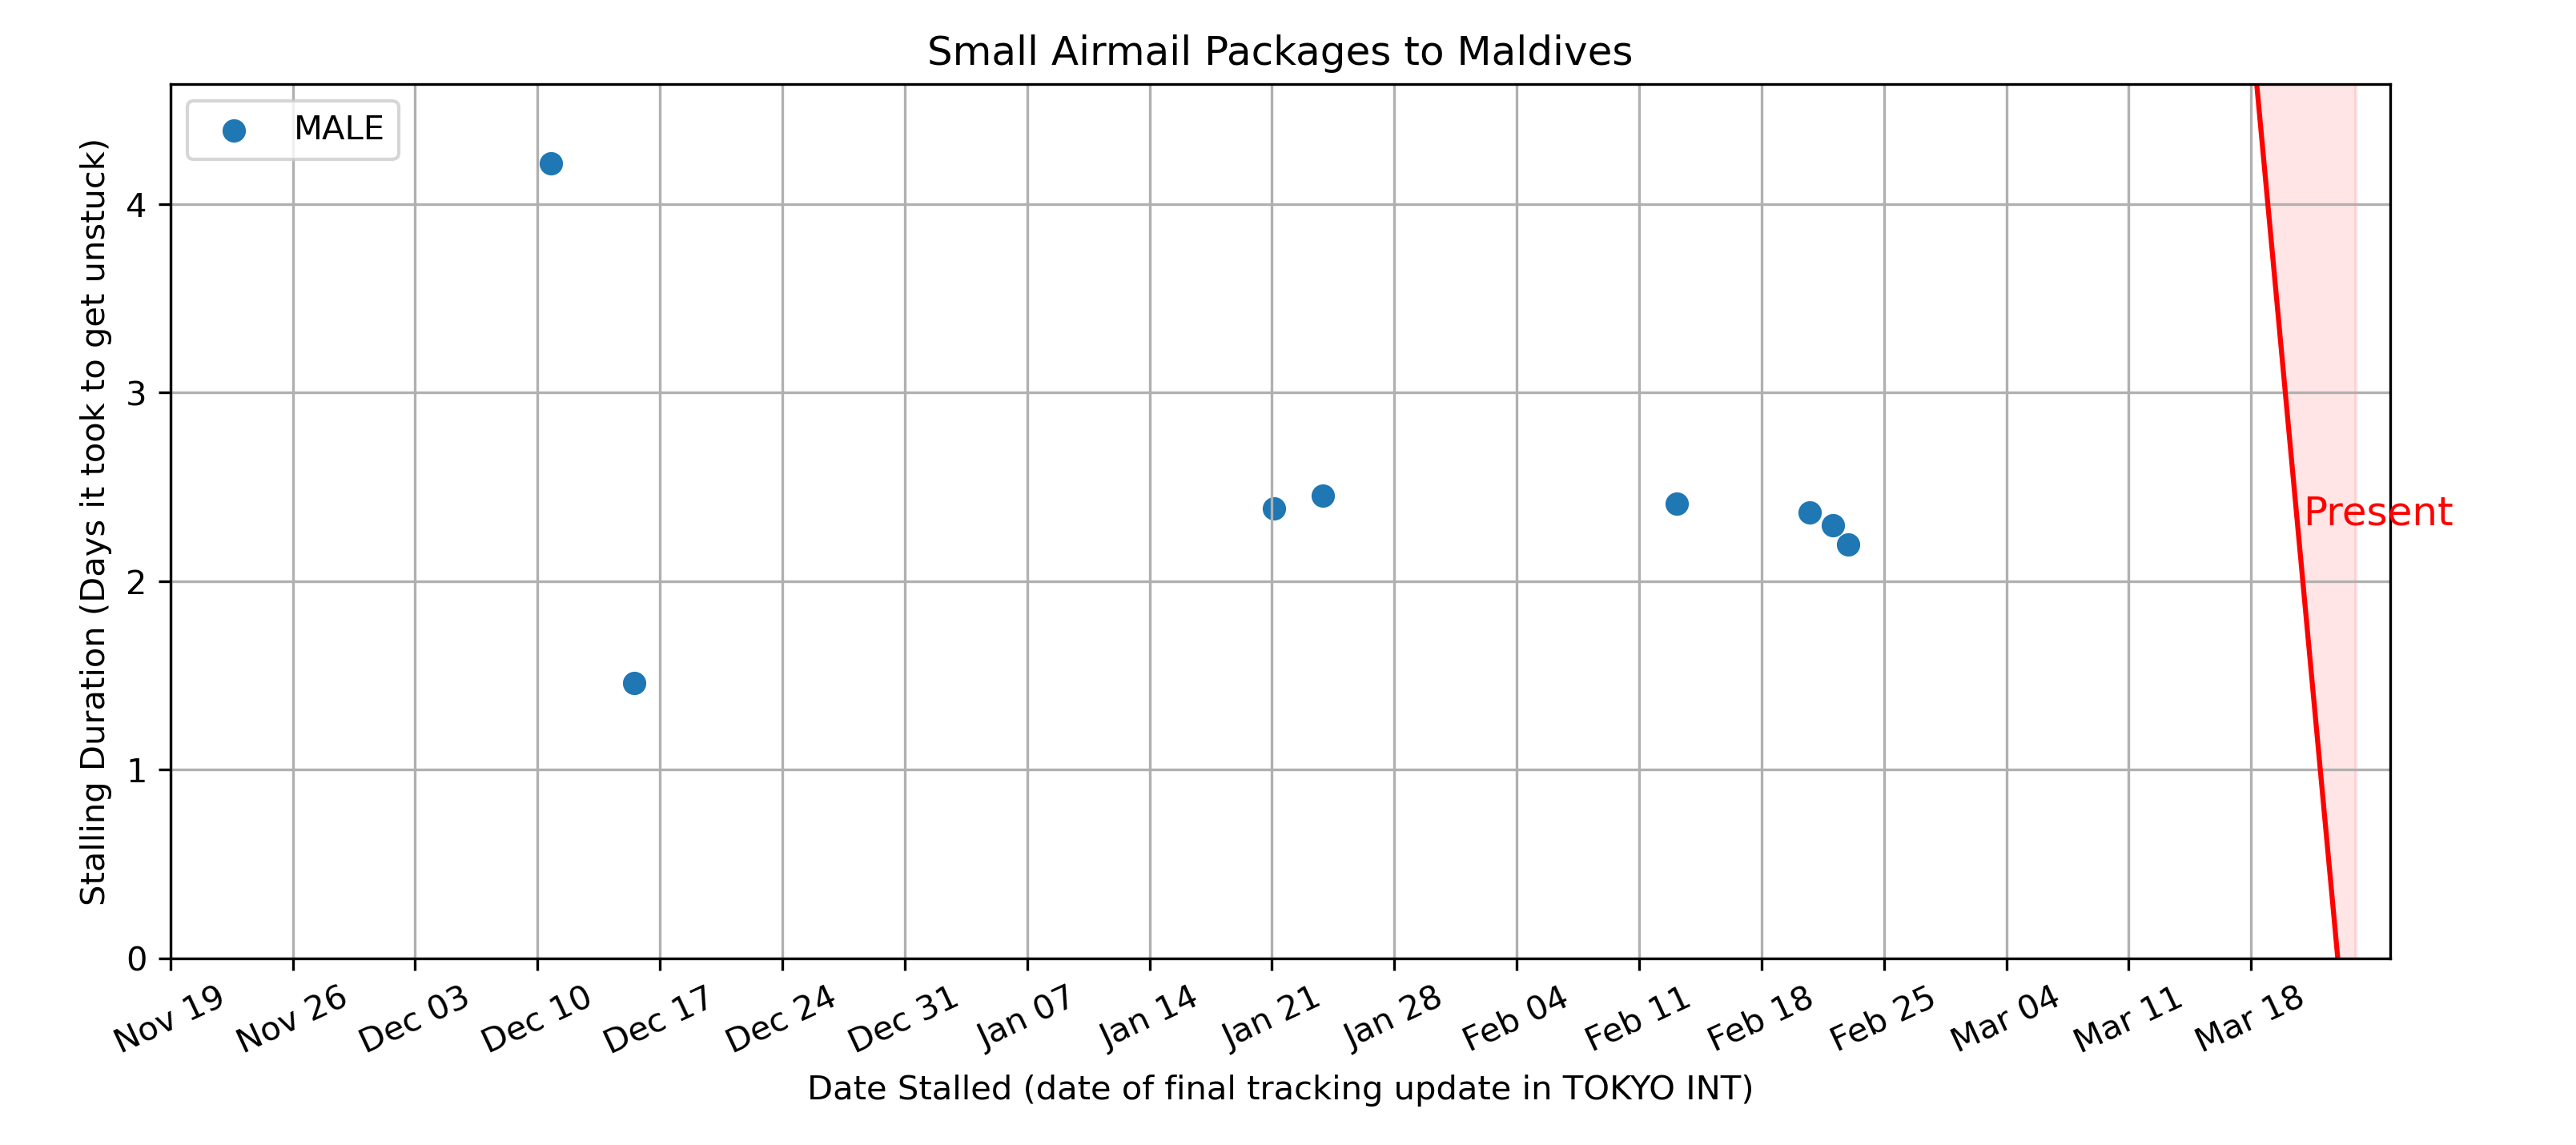 Small Airmail Packages to Maldives
MALE
Stalling Duration (Days it took to get unstuck)
4
3
2
1
0
Present
Nov 19
Nov 26
Dec 03
Dec 10
Dec 17
Dec 24
Dec 31
Jan 07
Jan 14
Jan 21
Jan 28
Feb 04
Feb 11
Feb 18
Feb 25
Mar 04
Mar 11
Mar 18
Date Stalled (date of final tracking update in TOKYO INT)